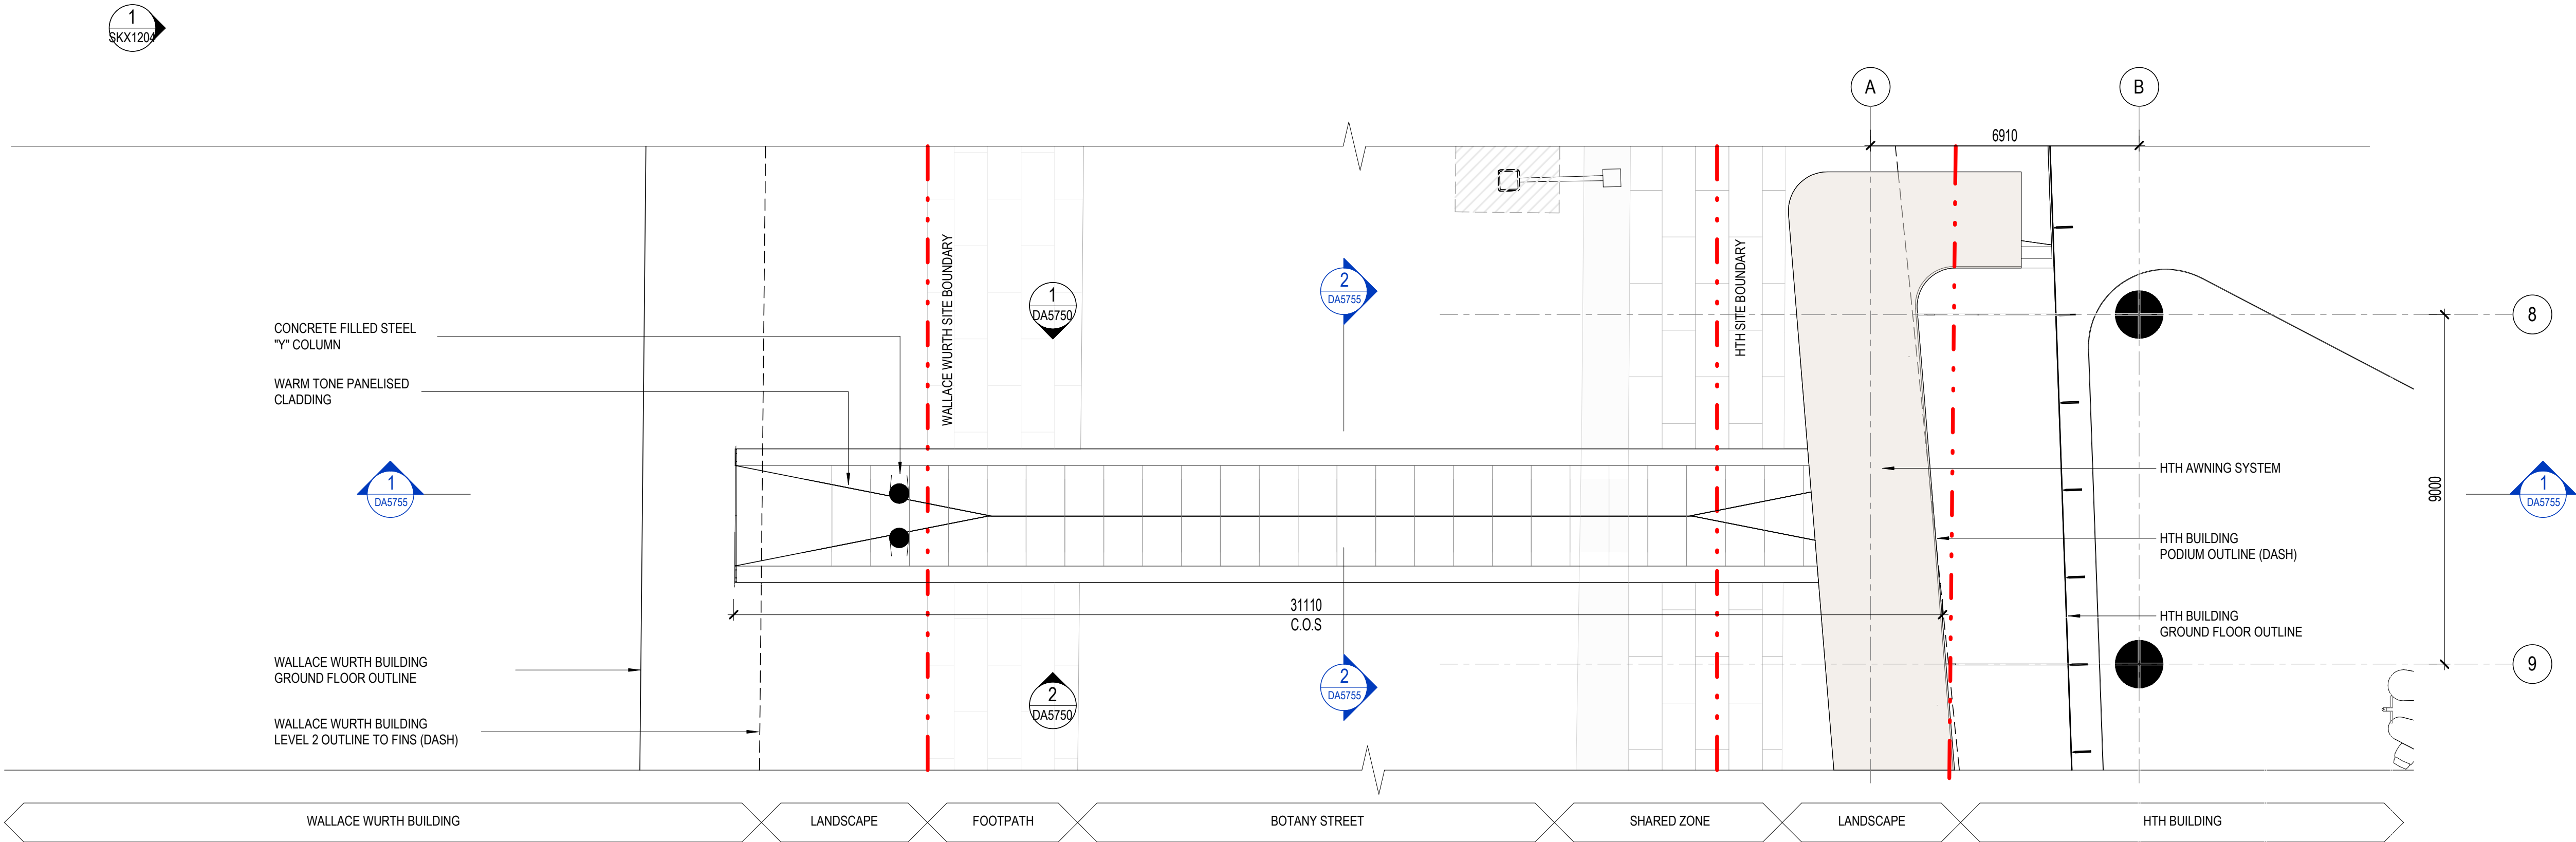 1
SKX1204
A
B
6910
WALLACE WURTH SITE BOUNDARY
HTH SITE BOUNDARY
1
DA5750
2
DA5755
8
CONCRETE FILLED STEEL
"Y" COLUMN
WARM TONE PANELISED
CLADDING
1
DA5755
HTH AWNING SYSTEM
9000
1
DA5755
HTH BUILDING
PODIUM OUTLINE (DASH)
31110
C.O.S
HTH BUILDING
GROUND FLOOR OUTLINE
WALLACE WURTH BUILDING
GROUND FLOOR OUTLINE
2
DA5750
2
DA5755
9
WALLACE WURTH BUILDING
LEVEL 2 OUTLINE TO FINS (DASH)
WALLACE WURTH BUILDING
LANDSCAPE
FOOTPATH
BOTANY STREET
SHARED ZONE
LANDSCAPE
HTH BUILDING